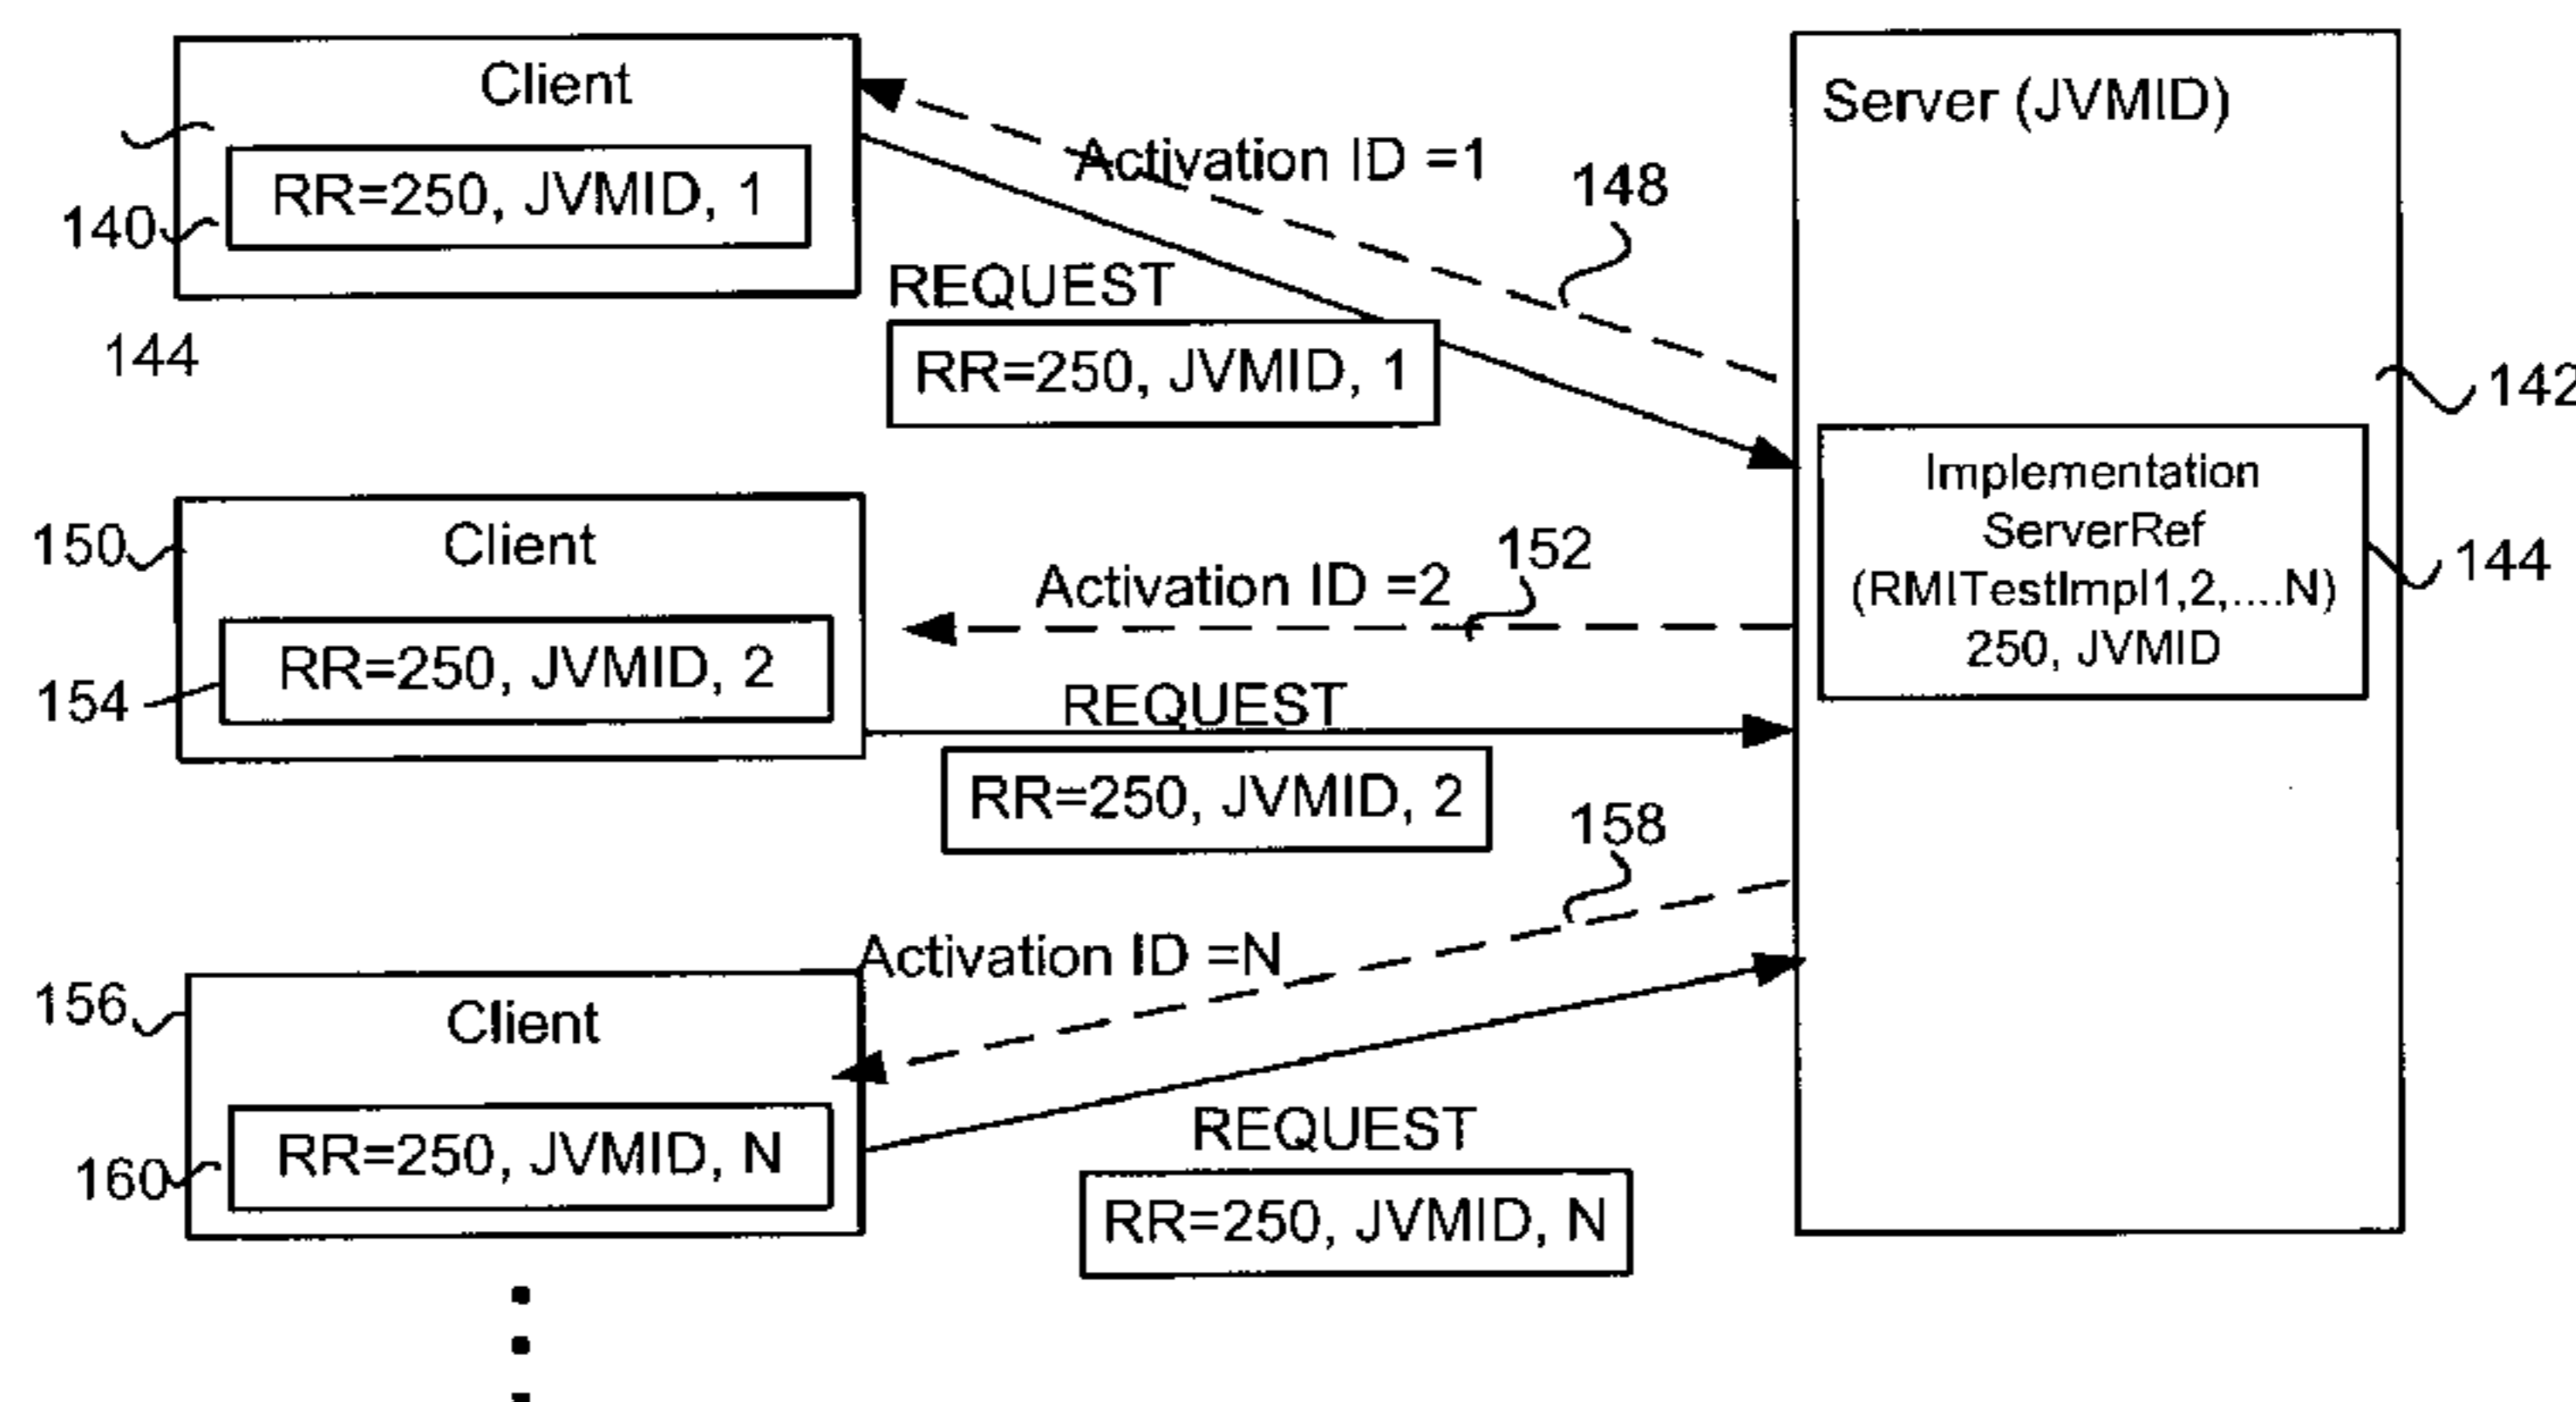 Client
RR=250, JVMID, 1
140
144
Activation ID =1
148
REQUEST
RR=250, JVMID, 1
Server (JVMID)
142
Implementation
ServerRef
(RMITestImpl1,2,....N)
250, JVMID
144
150
Client
RR=250, JVMID, 2
154
Activation ID =2
152
REQUEST
RR=250, JVMID, 2
158
Activation ID =N
156
Client
RR=250, JVMID, N
160
REQUEST
RR=250, JVMID, N